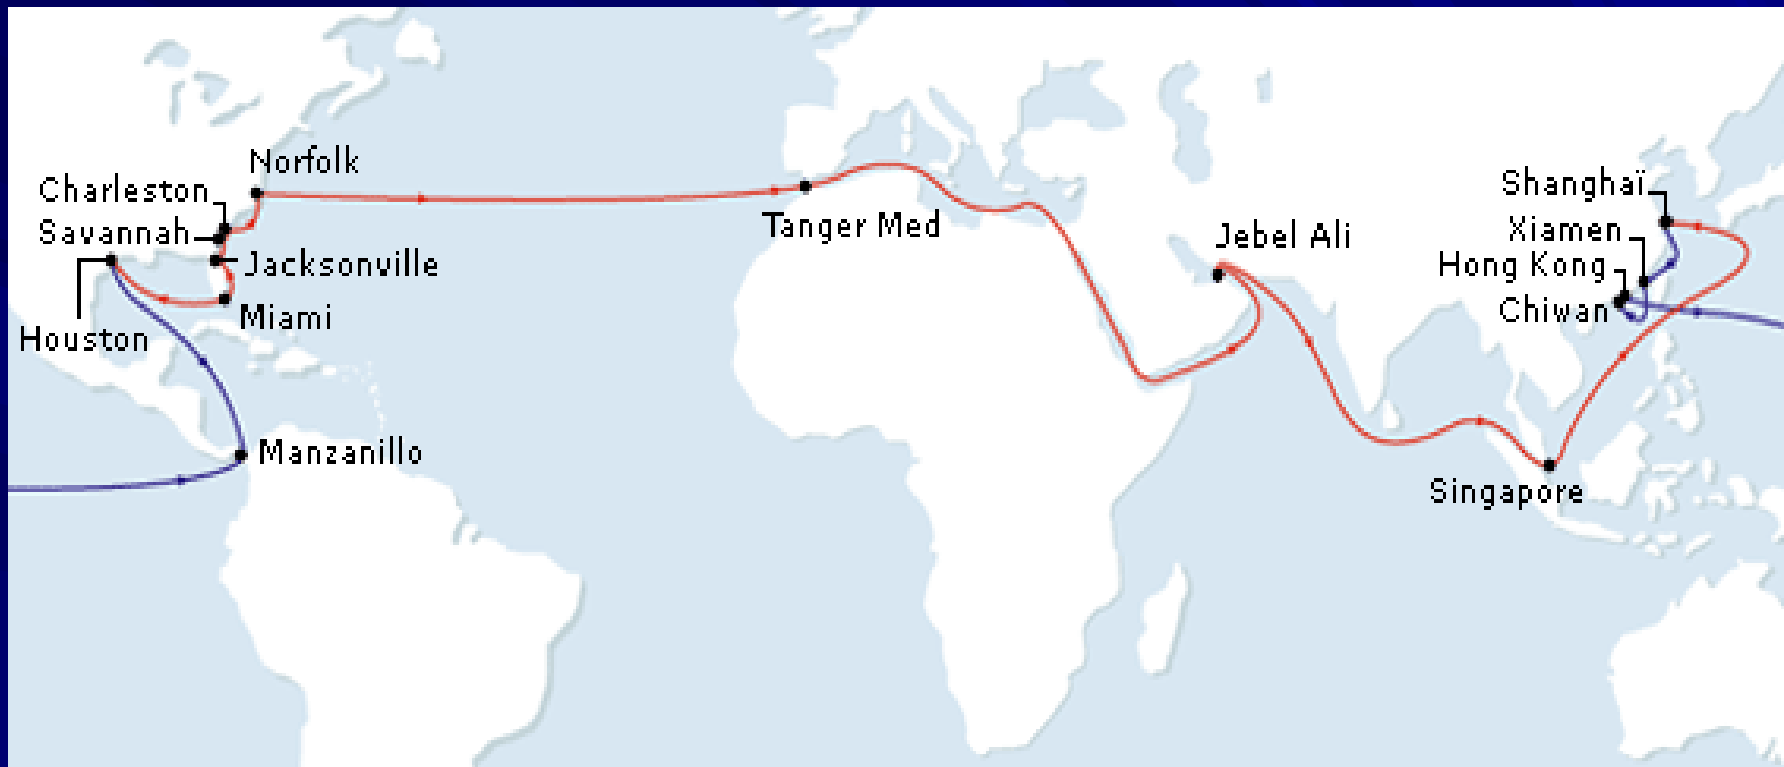 Norfolk
Charleston
Savannah
Jacksonville
Miami
Houston
Manzanillo
Tanger Med
Jebel Ali
Shanghaï
Xiamen
Hong Kong
Chiwan
Singapore